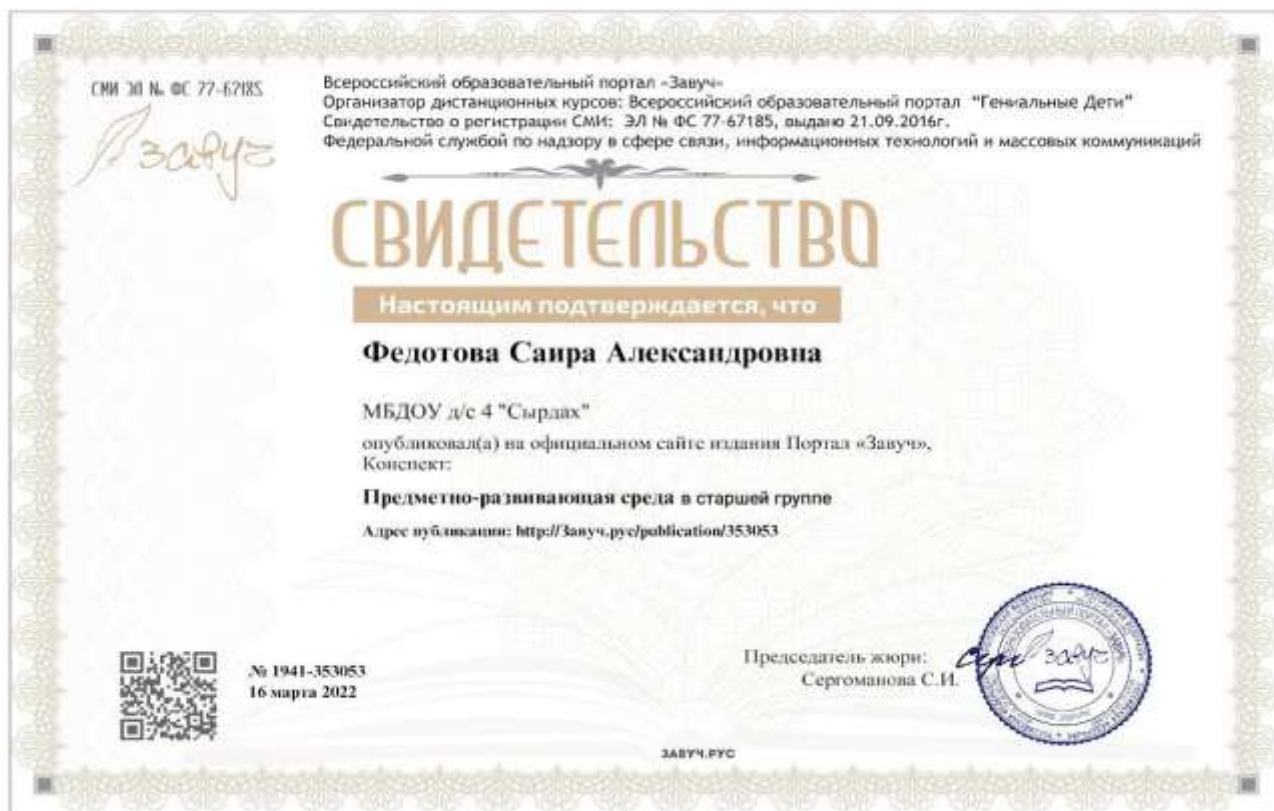 СМИ ЭЛ № ФС 77-67185
завуч
Всероссийский образовательный портал «Завуч»
Организатор дистанционных курсов: Всероссийский образовательный портал "Гениальные Дети"
Свидетельство о регистрации СМИ: ЭЛ № ФС 77-67185, выдано 21.09.2016г.
Федеральной службой по надзору в сфере связи, информационных технологий и массовых коммуникаций
СВИДЕТЕЛЬСТВО
Настоящим подтверждается, что
Федотова Саира Александровна
МБДОУ д/с 4 "Сырдах"
опубликовал(а) на официальном сайте издания Портал «Завуч»,
Конспект:
Предметно-развивающая среда в старшей группе
Адрес публикации: http://Завуч.рус/publication/353053
№ 1941-353053
16 марта 2022
Председатель жюри:
Сергоманова С.И.
завуч
ЗАВУЧ.РУС